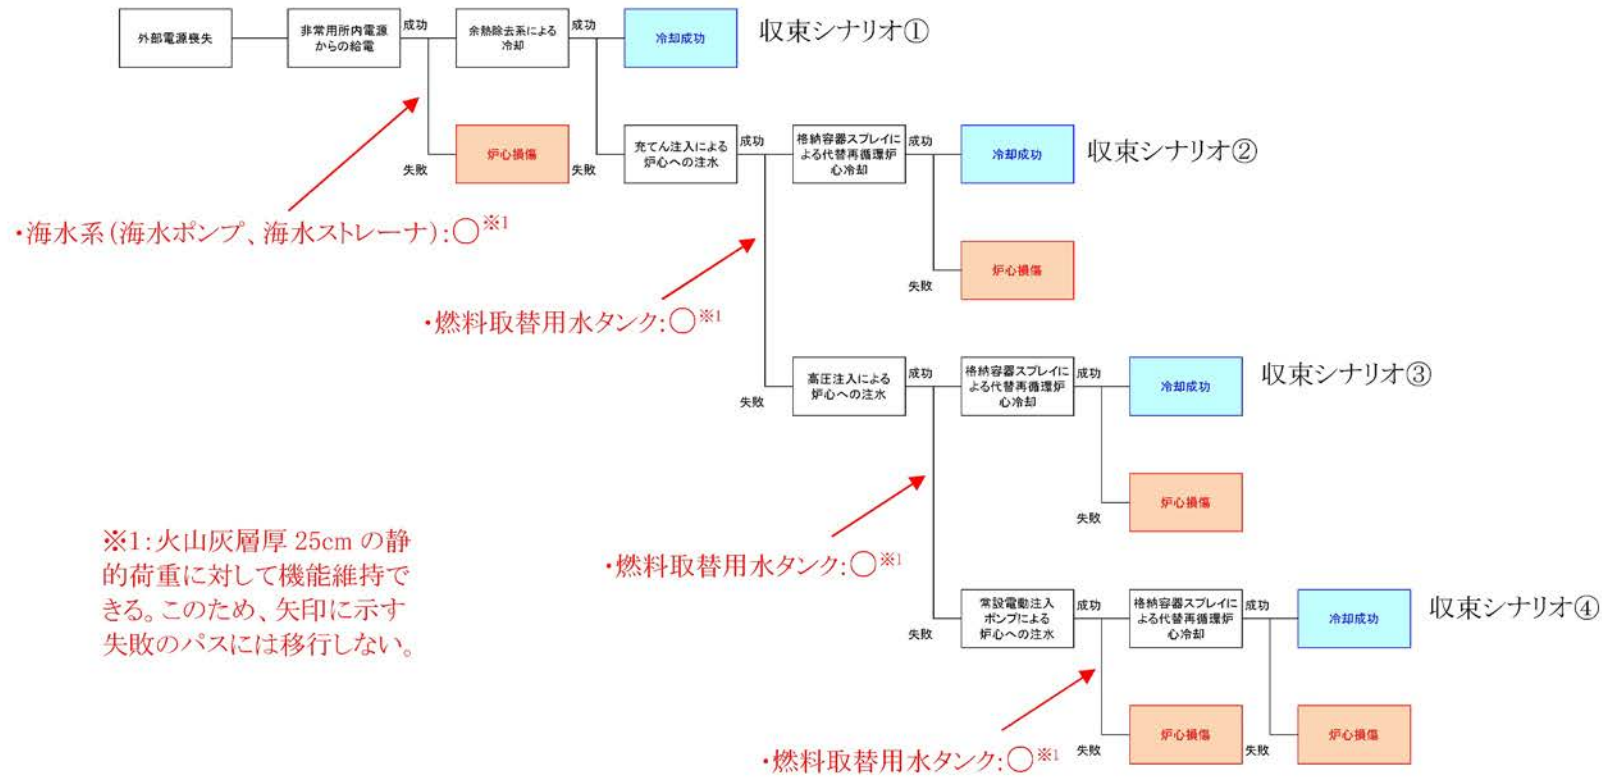 外部電源喪失
非常用所内電源
からの給電
成功
余熱除去系による
冷却
成功
冷却成功
収束シナリオ①
失敗
炉心損傷
失敗
充てん注入による
炉心への注水
成功
格納容器スプレイに
よる代替再循環炉
心冷却
成功
冷却成功
収束シナリオ②
・海水系(海水ポンプ、海水ストレーナ):○※1
失敗
炉心損傷
・燃料取替用水タンク:○※1
失敗
高圧注入による
炉心への注水
成功
格納容器スプレイに
よる代替再循環炉
心冷却
成功
冷却成功
収束シナリオ③
失敗
炉心損傷
※1:火山灰層厚 25cm の静
的荷重に対して機能維持で
きる。このため、矢印に示す
失敗のパスには移行しない。
・燃料取替用水タンク:○※1
失敗
常設電動注入
ポンプによる
炉心への注水
成功
格納容器スプレイに
よる代替再循環炉
心冷却
成功
冷却成功
収束シナリオ④
・燃料取替用水タンク:○※1
失敗
炉心損傷
失敗
炉心損傷